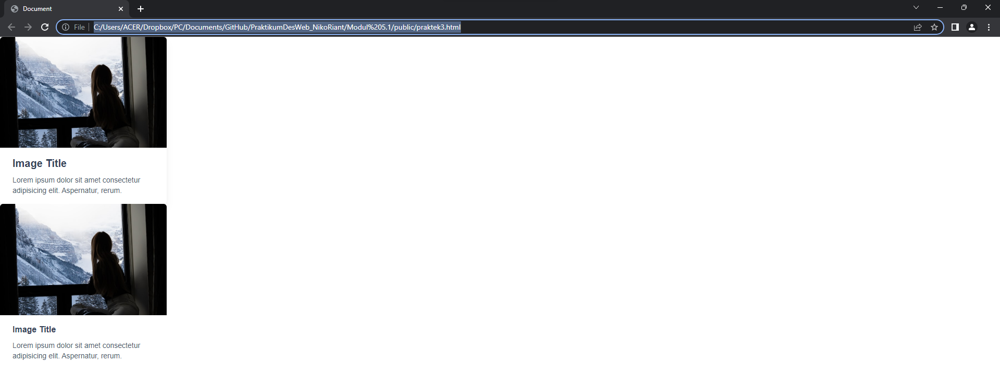 Document
File
C:/Users/ACER/Dropbox/PC/Documents/GitHub/PraktikumDesWeb_NikoRiant/Modul%205.1/public/praktek3.html
Image Title
Lorem ipsum dolor sit amet consectetur
adipisicing elit. Aspernatur, rerum.
Image Title
Lorem ipsum dolor sit amet consectetur
adipisicing elit. Aspernatur, rerum.